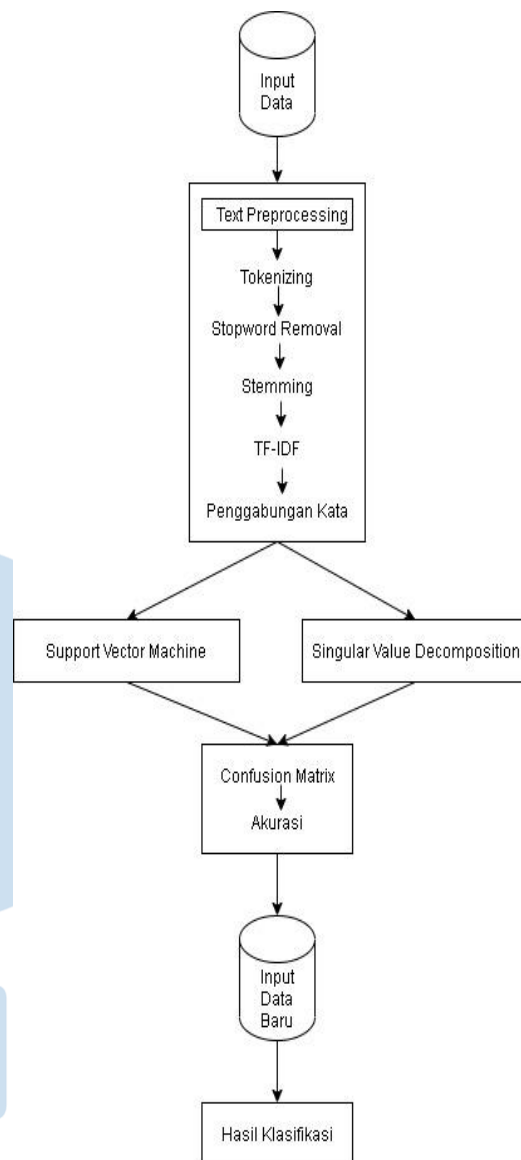 Input
Data
Text Preprocessing
Tokenizing
Stopword Removal
Stemming
TF-IDF
Penggabungan Kata
Support Vector Machine
Singular Value Decomposition
Confusion Matrix
Akurasi
Input
Data
Baru
Hasil Klasifikasi